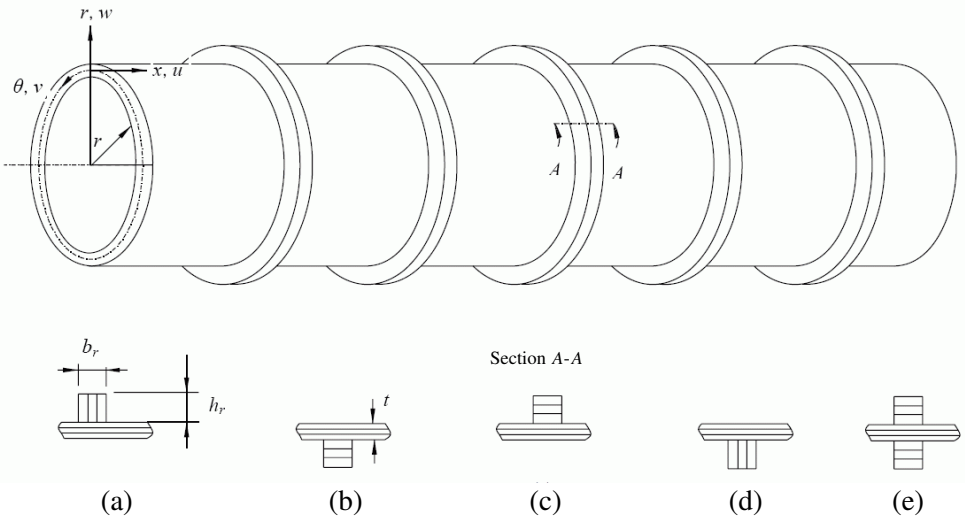 r, w
x, u
θ, v
r
A A
Section A-A
b_r
h_r
t
(a) (b) (c) (d) (e)